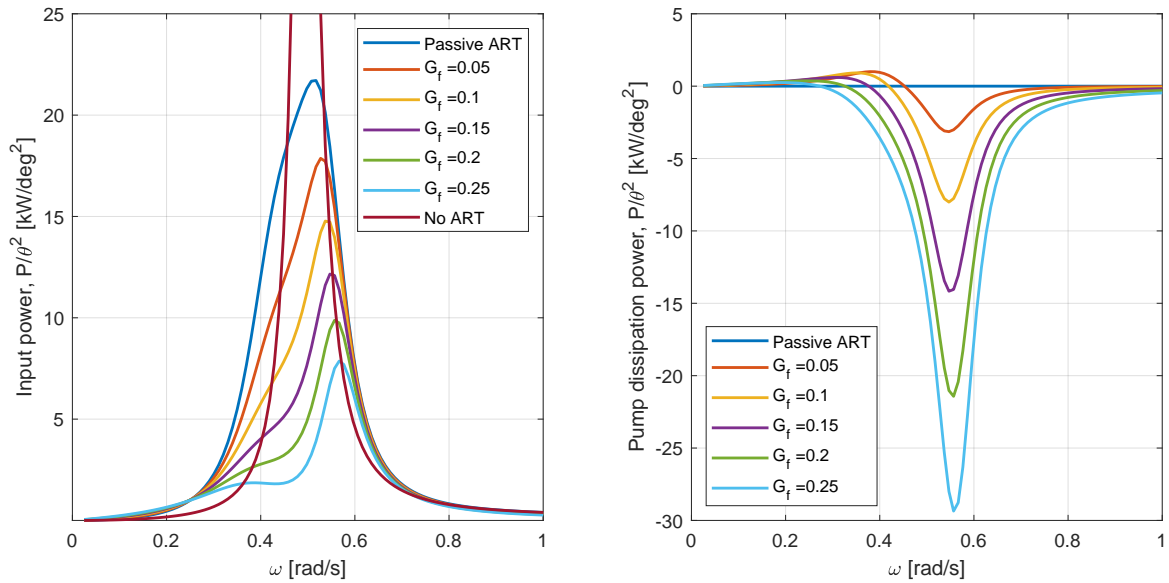 25
20
15
10
5
0
0.2
0.4
0.6
0.8
1
ω [rad/s]
Input power, P/θ² [kW/deg²]
Passive ART
G_f =0.05
G_f =0.1
G_f =0.15
G_f =0.2
G_f =0.25
No ART
5
0
-5
-10
-15
-20
-25
-30
0
0.2
0.4
0.6
0.8
1
ω [rad/s]
Pump dissipation power, P/θ² [kW/deg²]
Passive ART
G_f =0.05
G_f =0.1
G_f =0.15
G_f =0.2
G_f =0.25